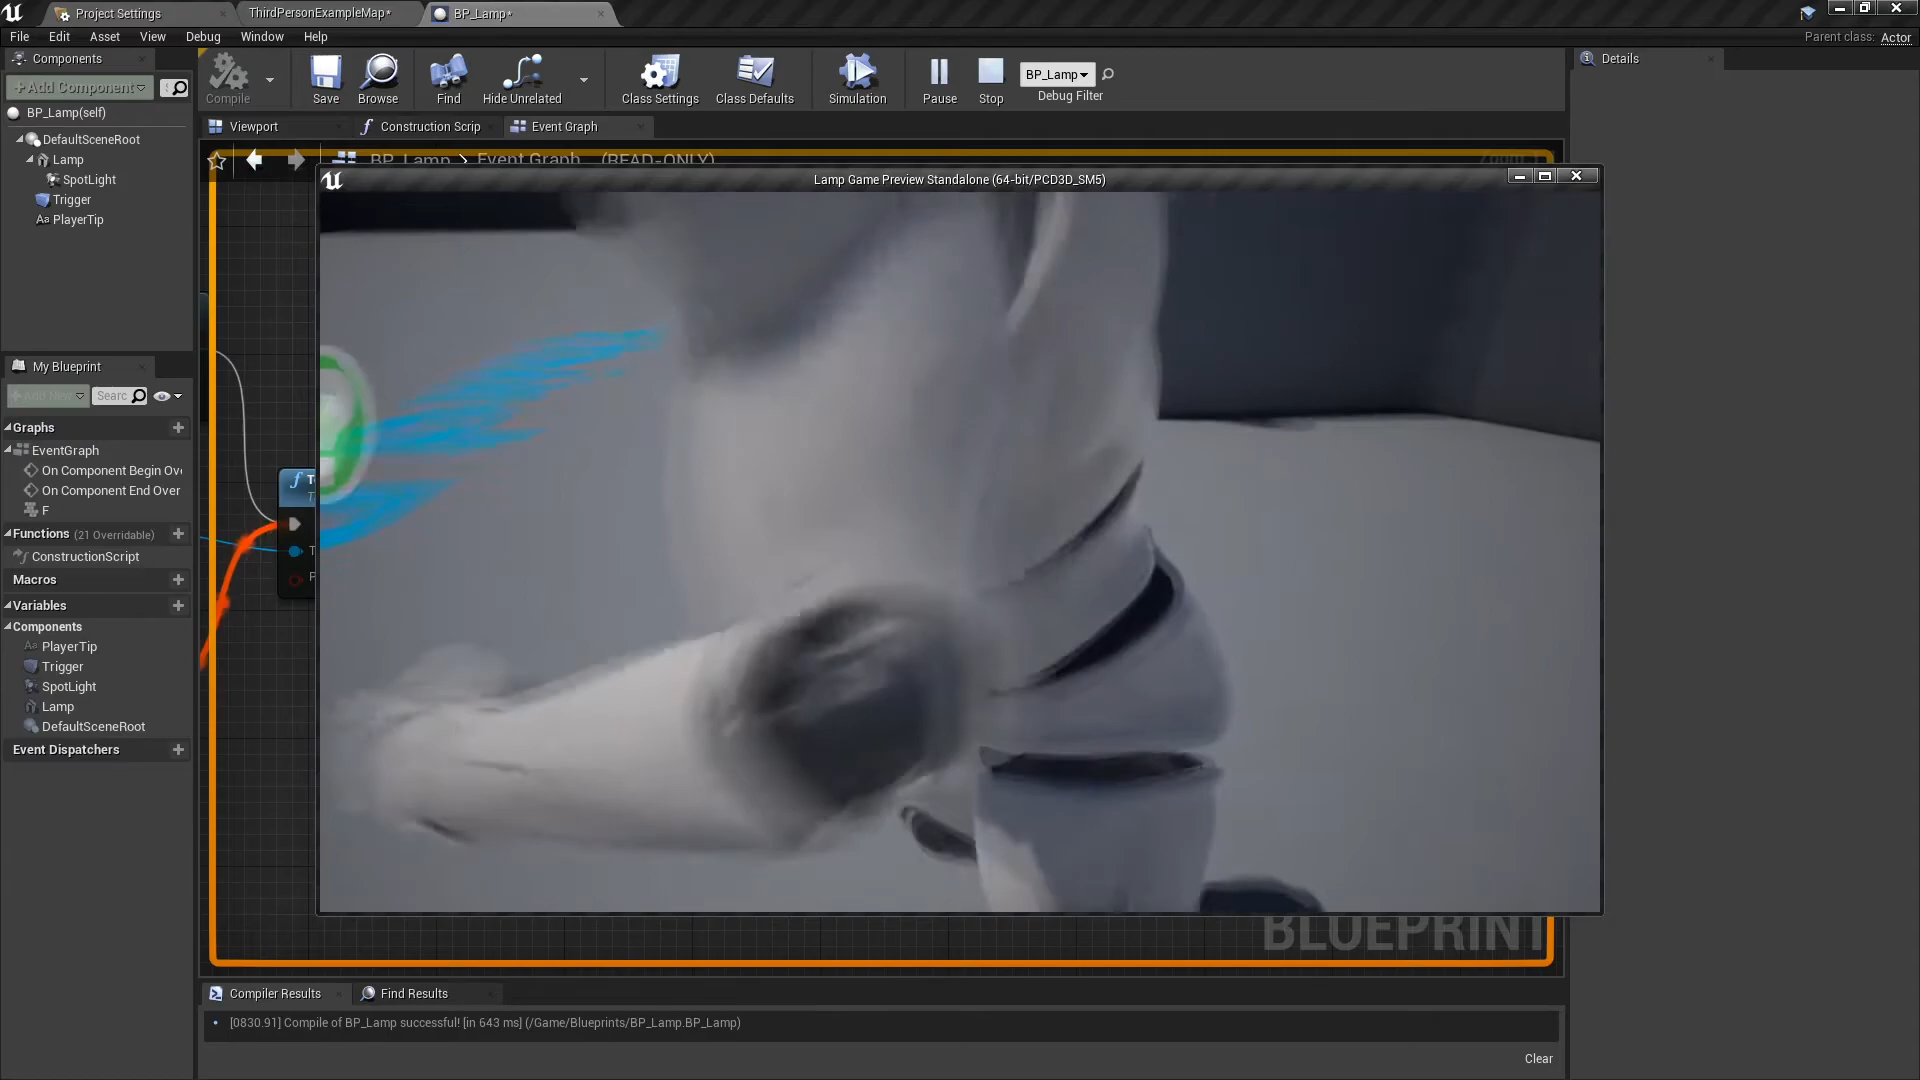 Project Settings
ThirdPersonExampleMap*
BP_Lamp*
File Edit Asset View Debug Window Help
Parent class: Actor
Components
+Add Component
BP_Lamp(self)
DefaultSceneRoot
Lamp
SpotLight
Trigger
PlayerTip
Compile
Save
Browse
Find
Hide Unrelated
Class Settings
Class Defaults
Simulation
Pause
Stop
BP_Lamp
Debug Filter
Details
Viewport
Construction Scrip
Event Graph
BP_Lamp > Event Graph (READ-ONLY)
Lamp Game Preview Standalone (64-bit/PCD3D_SM5)
My Blueprint
+Add New
Searc
Graphs
EventGraph
On Component Begin Ov
On Component End Over
F
Functions (21 Overridable)
ConstructionScript
Macros
Variables
Components
PlayerTip
Trigger
SpotLight
Lamp
DefaultSceneRoot
Event Dispatchers
BLUEPRINT
Compiler Results
Find Results
[0830.91] Compile of BP_Lamp successful! [in 643 ms] (/Game/Blueprints/BP_Lamp.BP_Lamp)
Clear